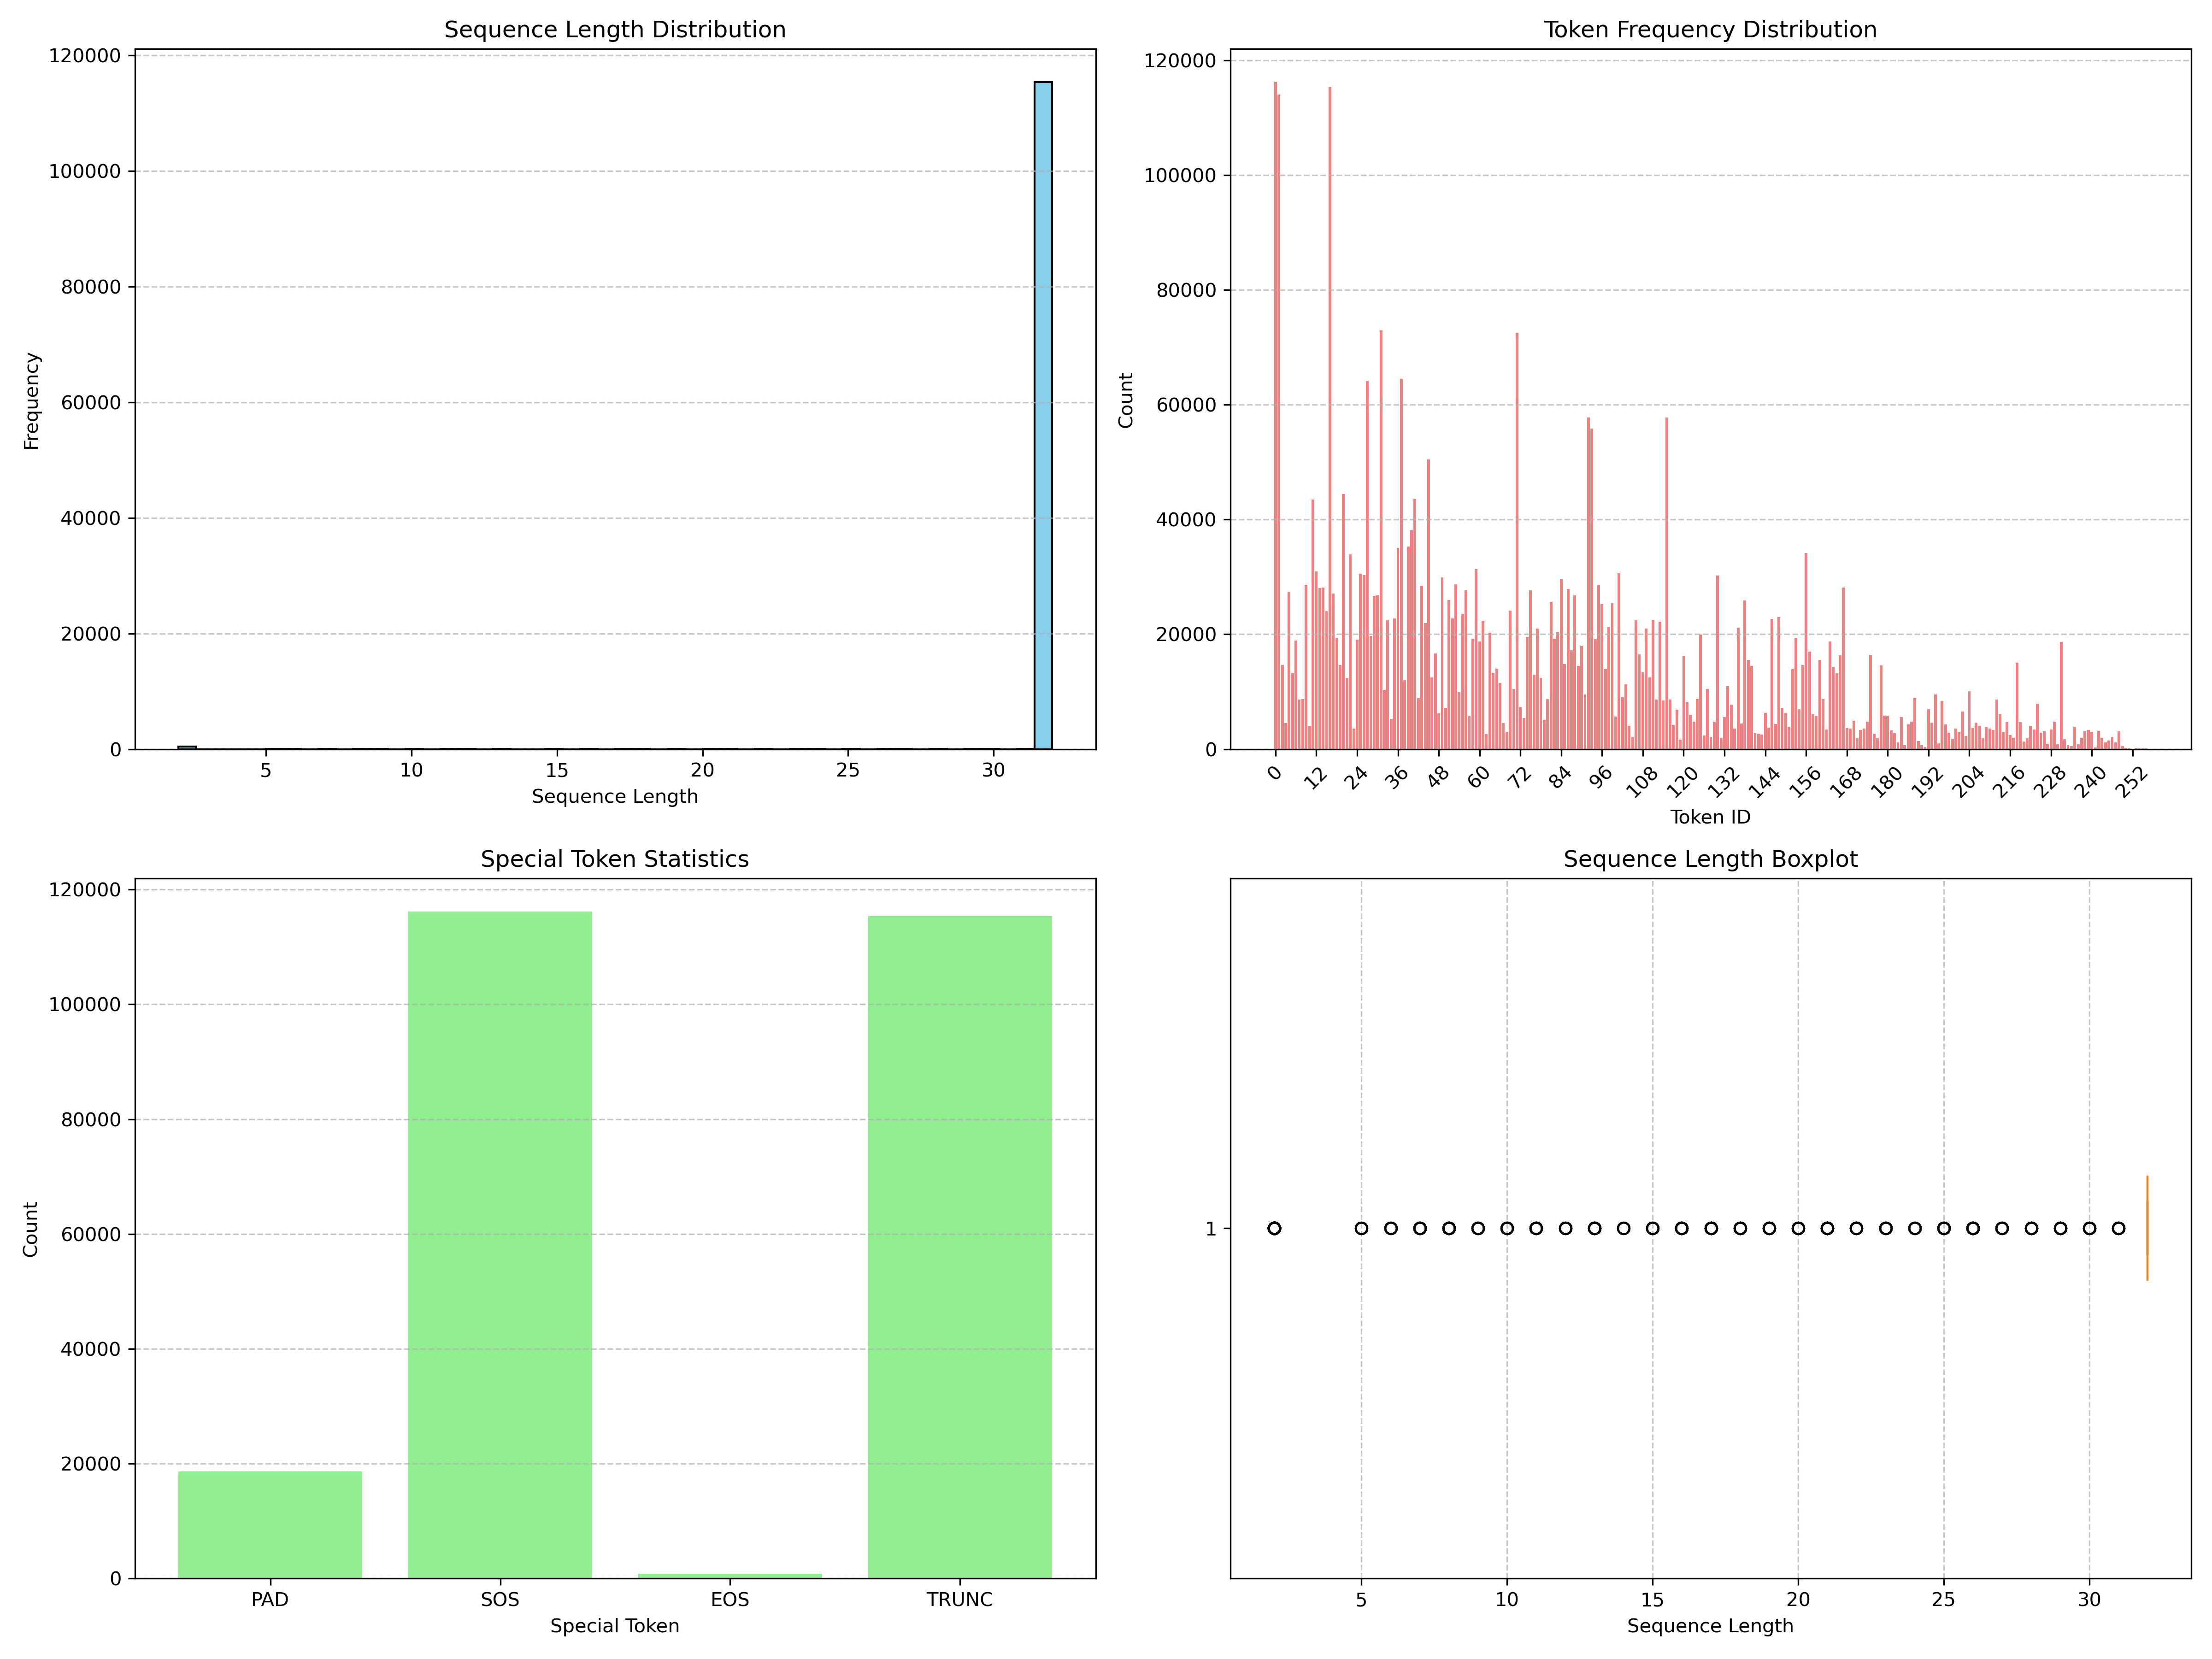 Sequence Length Distribution
120000
100000
80000
60000
40000
20000
0
Frequency
5 10 15 20 25 30
Sequence Length
Token Frequency Distribution
120000
100000
80000
60000
40000
20000
0
Count
0 12 24 36 48 60 72 84 96 108 120 132 144 156 168 180 192 204 216 228 240 252
Token ID
Special Token Statistics
120000
100000
80000
60000
40000
20000
0
Count
PAD SOS EOS TRUNC
Special Token
Sequence Length Boxplot
1
5 10 15 20 25 30
Sequence Length